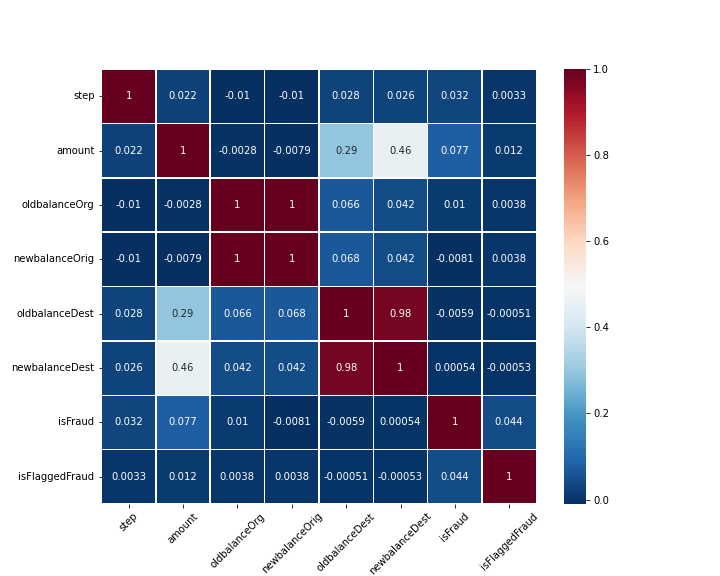 step 1 0.022 -0.01 -0.01 0.028 0.026 0.032 0.0033
amount 0.022 1 -0.0028 -0.0079 0.29 0.46 0.077 0.012
oldbalanceOrg -0.01 -0.0028 1 1 0.066 0.042 0.01 0.0038
newbalanceOrig -0.01 -0.0079 1 1 0.068 0.042 -0.0081 0.0038
oldbalanceDest 0.028 0.29 0.066 0.068 1 0.98 -0.0059 -0.00051
newbalanceDest 0.026 0.46 0.042 0.042 0.98 1 0.00054 -0.00053
isFraud 0.032 0.077 0.01 -0.0081 -0.0059 0.00054 1 0.044
isFlaggedFraud 0.0033 0.012 0.0038 0.0038 -0.00051 -0.00053 0.044 1
step amount oldbalanceOrg newbalanceOrig oldbalanceDest newbalanceDest isFraud isFlaggedFraud
1.0
0.8
0.6
0.4
0.2
0.0